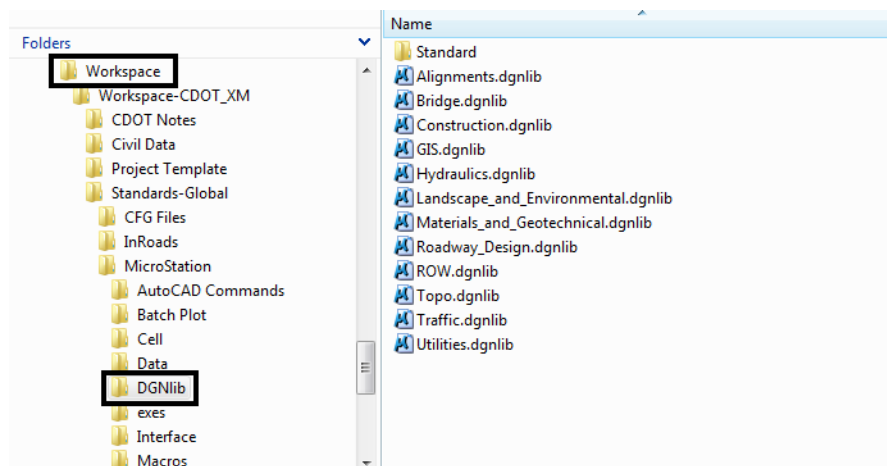 Folders
Workspace
Workspace-CDOT_XM
CDOT Notes
Civil Data
Project Template
Standards-Global
CFG Files
InRoads
MicroStation
AutoCAD Commands
Batch Plot
Cell
Data
DGNlib
exes
Interface
Macros
Name
Standard
Alignments.dgnlib
Bridge.dgnlib
Construction.dgnlib
GIS.dgnlib
Hydraulics.dgnlib
Landscape_and_Environmental.dgnlib
Materials_and_Geotechnical.dgnlib
Roadway_Design.dgnlib
ROW.dgnlib
Topo.dgnlib
Traffic.dgnlib
Utilities.dgnlib